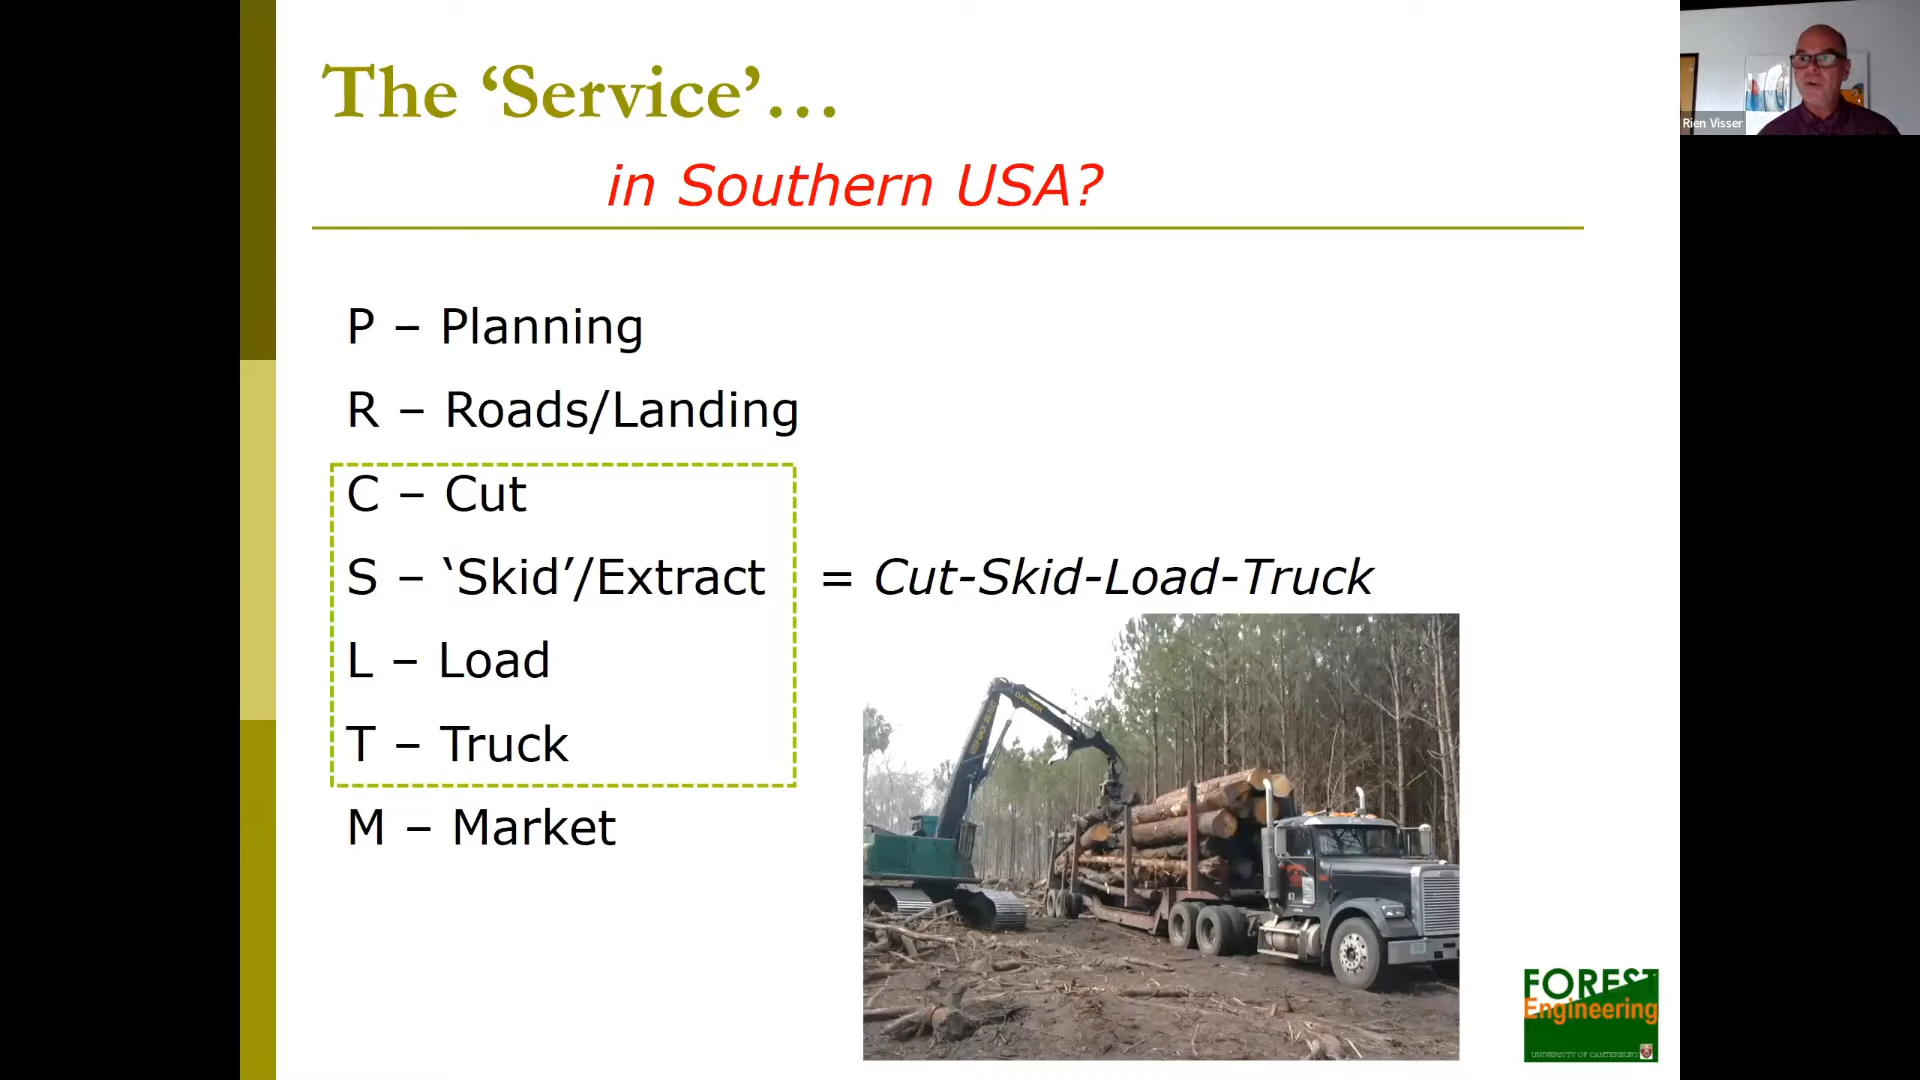 The ‘Service’...
in Southern USA?
P – Planning
R – Roads/Landing
C – Cut
S – ‘Skid’/Extract = Cut-Skid-Load-Truck
L – Load
T – Truck
M – Market
DANGER
FOREST
Engineering
UNIVERSITY OF CANTERBURY
Rien Visser